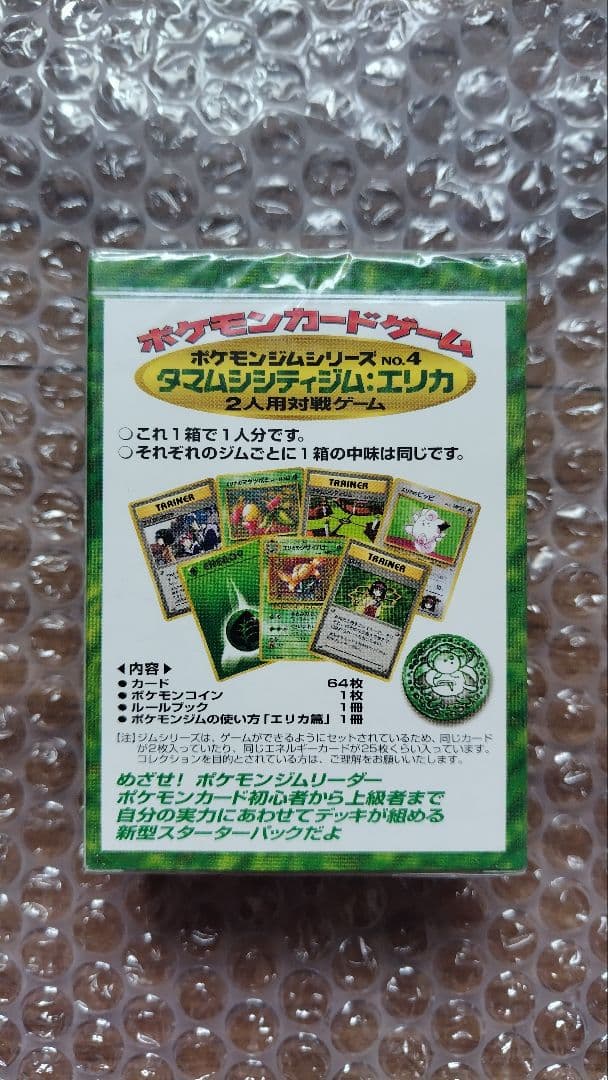 ポケモンカードゲーム
ポケモンジムシリーズ NO.4
タマムシシティジム:エリカ
2人用対戦ゲーム
○これ1箱で1人分です。
○それぞれのジムごとに1箱の中味は同じです。
TRAINER
TRAINER
エリカのピッピ
ENERGY
TRAINER
◀内容▶
●カード 64枚
●ポケモンコイン 1枚
●ルールブック 1冊
●ポケモンジムの使い方「エリカ篇」1冊
【注】ジムシリーズは、ゲームができるようにセットされているため、同じカード
が2枚入っていたり、同じエネルギーカードが25枚くらい入っています。
コレクションを目的とされている方は、ご理解をお願いいたします。
めざせ! ポケモンジムリーダー
ポケモンカード初心者から上級者まで
自分の実力にあわせてデッキが組める
新型スターターパックだよ